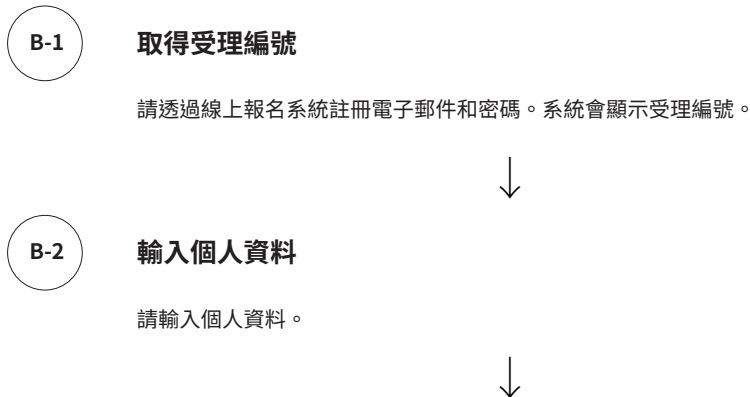 B-1
取得受理編號
請透過線上報名系統註冊電子郵件和密碼。系統會顯示受理編號。
B-2
輸入個人資料
請輸入個人資料。